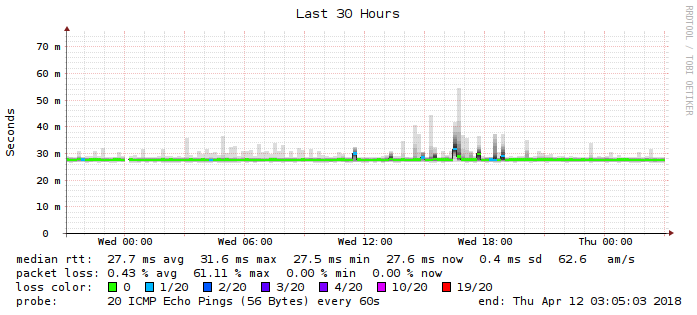 Last 30 Hours
RRDTOOL / TOBI OETIKER
Seconds
70 m
60 m
50 m
40 m
30 m
20 m
10 m
0
Wed 00:00 Wed 06:00 Wed 12:00 Wed 18:00 Thu 00:00
median rtt: 27.7 ms avg 31.6 ms max 27.5 ms min 27.6 ms now 0.4 ms sd 62.6 am/s
packet loss: 0.43 % avg 61.11 % max 0.00 % min 0.00 % now
loss color: 0 1/20 2/20 3/20 4/20 10/20 19/20
probe: 20 ICMP Echo Pings (56 Bytes) every 60s end: Thu Apr 12 03:05:03 2018